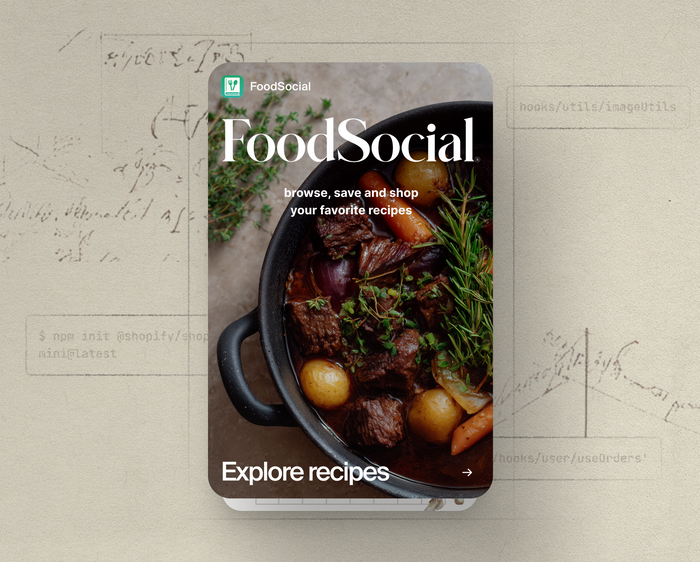 FoodSocial
FoodSocial
browse, save and shop
your favorite recipes
hooks/utils/imageUtils
$ npm init @shopify/shop
mini@latest
/hooks/user/useOrders'
Explore recipes